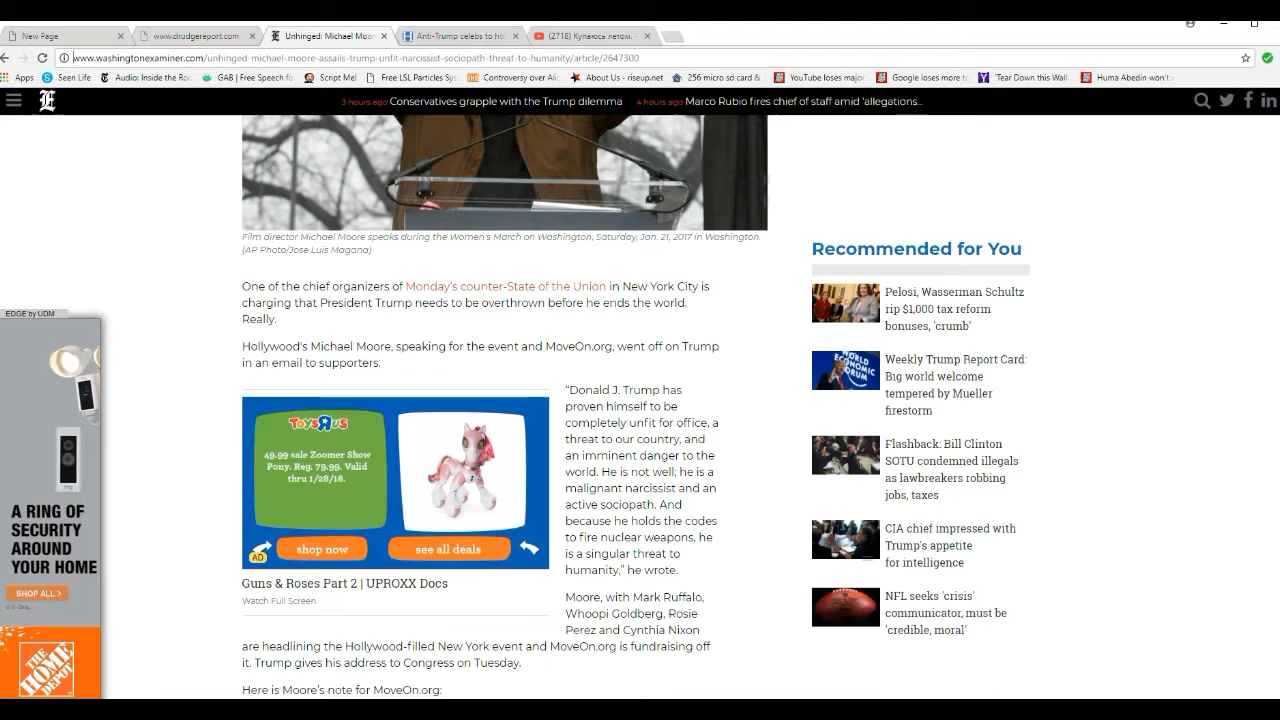 New Page
www.drudgereport.com
Unhinged: Michael Moo
Anti-Trump celebs to ho
(2718) Купаюсь летом. -
www.washingtonexaminer.com/unhinged-michael-moore-assails-trump-unfit-narcissist-sociopath-threat-to-humanity/article/2647300
Apps
Seen Life
Audio: Inside the Ro
GAB | Free Speech fo
Script Me!
Free LSL Particles Sy
Controversy over Ali
About Us - riseup.net
256 micro sd card &
YouTube loses major
Google loses more to
'Tear Down this Wall
Huma Abedin won't
3 hours ago Conservatives grapple with the Trump dilemma
4 hours ago Marco Rubio fires chief of staff amid 'allegations...
Film director Michael Moore speaks during the Women's March on Washington, Saturday, Jan. 21, 2017 in Washington.
(AP Photo/Jose Luis Magana)
One of the chief organizers of Monday's counter-State of the Union in New York City is
charging that President Trump needs to be overthrown before he ends the world.
Really.
Hollywood's Michael Moore, speaking for the event and MoveOn.org, went off on Trump
in an email to supporters.
"Donald J. Trump has
proven himself to be
completely unfit for office, a
threat to our country, and
an imminent danger to the
world. He is not well; he is a
malignant narcissist and an
active sociopath. And
because he holds the codes
to fire nuclear weapons, he
is a singular threat to
humanity," he wrote.
Moore, with Mark Ruffalo,
Whoopi Goldberg, Rosie
Perez and Cynthia Nixon
are headlining the Hollywood-filled New York event and MoveOn.org is fundraising off
it. Trump gives his address to Congress on Tuesday.
Here is Moore's note for MoveOn.org:
TOYS R US
49.99 sale Zoomer Show
Pony. Reg. 79.99. Valid
thru 1/28/18.
AD
shop now
see all deals
Guns & Roses Part 2 | UPROXX Docs
Watch Full Screen
EDGE by UDM
ring
A RING OF
SECURITY
AROUND
YOUR HOME
SHOP ALL >
U.S. Only.
THE
HOME
DEPOT
Recommended for You
Pelosi, Wasserman Schultz
rip $1,000 tax reform
bonuses, 'crumb'
WORLD
ECONOMIC
FORUM
Weekly Trump Report Card:
Big world welcome
tempered by Mueller
firestorm
Flashback: Bill Clinton
SOTU condemned illegals
as lawbreakers robbing
jobs, taxes
CIA chief impressed with
Trump's appetite
for intelligence
NFL seeks 'crisis'
communicator, must be
'credible, moral'